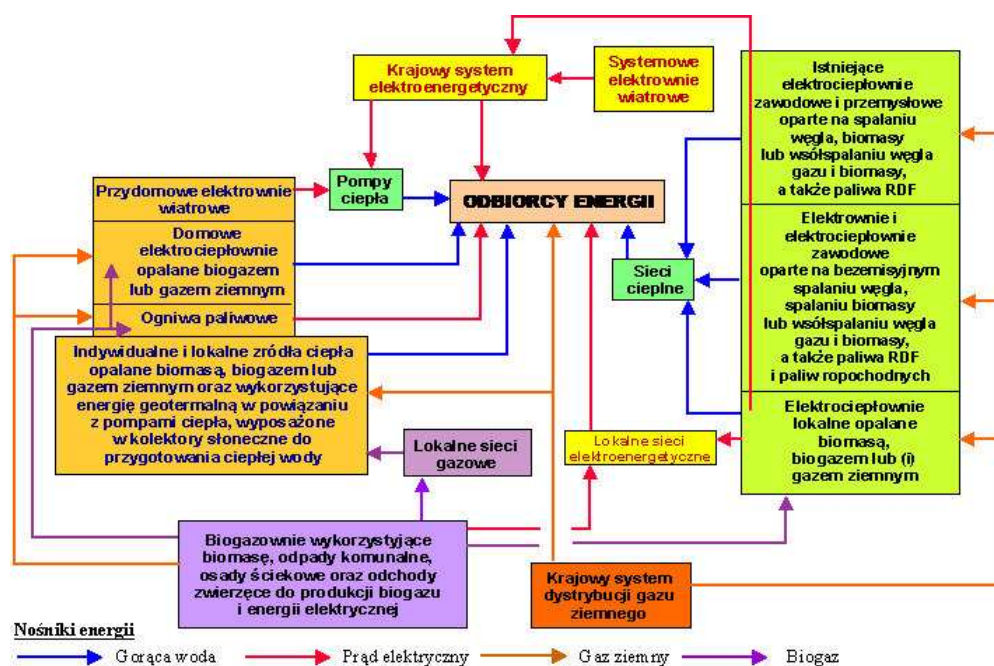 Krajowy system
elektroenergetyczny
Systemowe
elektrownie
wiatrowe
Istniejące
elektrociepłownie
zawodowe i przemysłowe
oparte na spalaniu
węgla, biomasy
lub wsółspalaniu węgla
gazu i biomasy,
a także paliwa RDF
Przydomowe elektrownie
wiatrowe
Pompy
ciepła
ODBIORCY ENERGII
Domowe
elektrociepłownie
opalane biogazem
lub gazem ziemnym
Sieci
cieplne
Elektrownie i
elektrociepłownie
zawodowe
oparte na bezemisyjnym
spalaniu węgla,
spalaniu biomasy
lub wsółspalaniu węgla
gazu i biomasy,
a także paliwa RDF
i paliw ropochodnych
Ogniwa paliwowe
Indywidualne i lokalne zródła ciepła
opalane biomasą, biogazem lub
gazem ziemnym oraz wykorzystujące
energię geotermalną w powiązaniu
z pompami ciepła, wyposażone
w kolektory słoneczne do
przygotowania ciepłej wody
Lokalne sieci
gazowe
Lokalne sieci
elektroenergetyczne
Elektrociepłownie
lokalne opalane
biomasą,
biogazem lub (i)
gazem ziemnym
Biogazownie wykorzystyjące
biomasę, odpady komunalne,
osady ściekowe oraz odchody
zwierzęce do produkcji biogazu
i energii elektrycznej
Krajowy system
dystrybucji gazu
ziemnego
Nośniki energii
Gorąca woda
Prąd elektryczny
Gaz ziemny
Biogaz